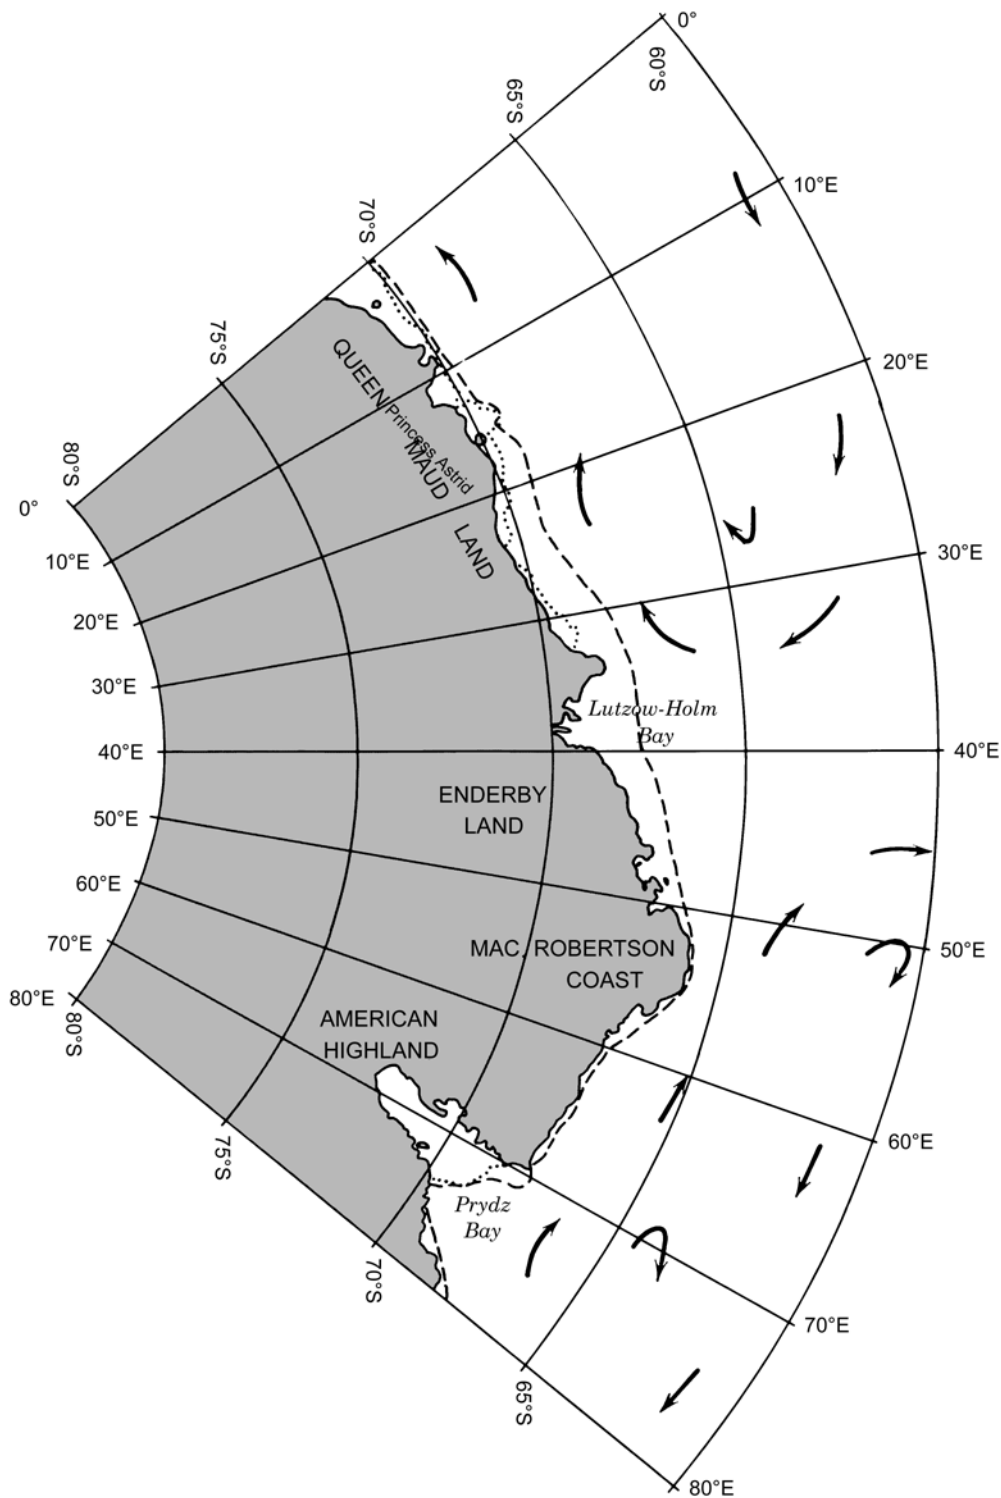 0°
60°S
65°S
10°E
70°S
75°S
20°E
QUEEN
Princess Astrid
MAUD
80°S
0°
LAND
30°E
10°E
20°E
30°E
Lutzow-Holm
Bay
40°E
40°E
ENDERBY
LAND
50°E
60°E
70°E
MAC. ROBERTSON
COAST
50°E
80°E
80°S
AMERICAN
HIGHLAND
60°E
75°S
Prydz
Bay
70°S
70°E
65°S
80°E